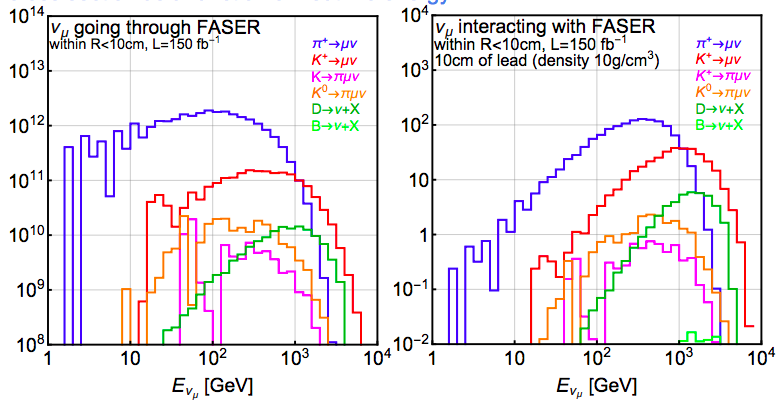 ν_μ going through FASER
within R<10cm, L=150 fb⁻¹
π⁺→μν
K⁺→μν
K→πμν
K⁰→πμν
D→ν+X
B→ν+X
10¹⁴
10¹³
10¹²
10¹¹
10¹⁰
10⁹
10⁸
1 10 10² 10³ 10⁴
E_νμ [GeV]
ν_μ interacting with FASER
within R<10cm, L=150 fb⁻¹
10cm of lead (density 10g/cm³)
π⁺→μν
K⁺→μν
K⁺→πμν
K⁰→πμν
D→ν+X
B→ν+X
10⁴
10³
10²
10
1
10⁻¹
10⁻²
1 10 10² 10³ 10⁴
E_νμ [GeV]